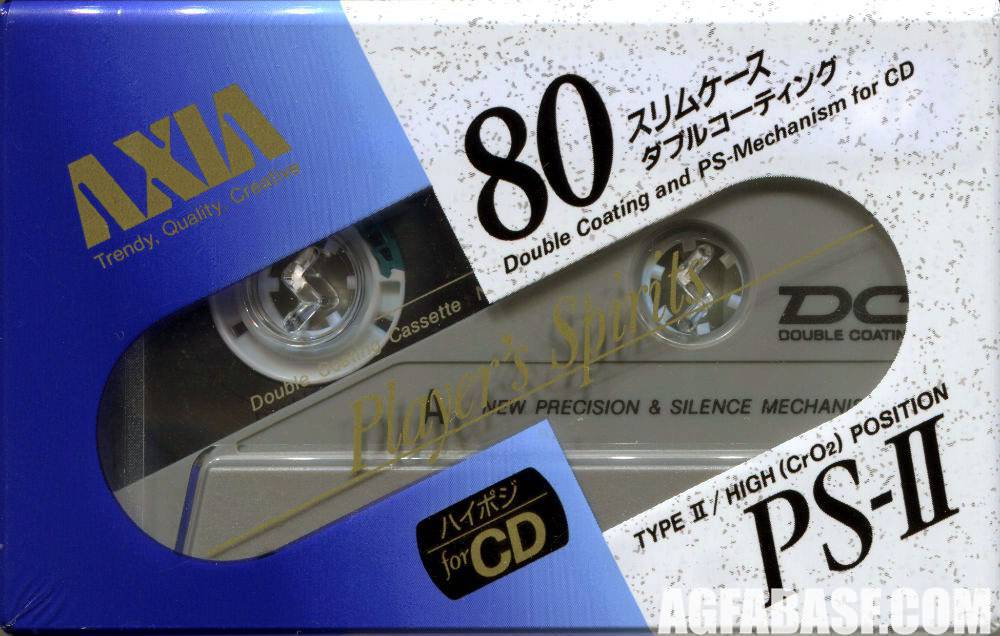 AXIA
Trendy, Quality Creative
80
スリムケース
ダブルコーティング
Double Coating and PS-Mechanism for CD
Double Coating Cassette
Player's Spirits
DC
DOUBLE COATIN
A NEW PRECISION & SILENCE MECHANIS
ハイポジ
for CD
TYPE II / HIGH (CrO2) POSITION
PS-II
AGFABASE.COM